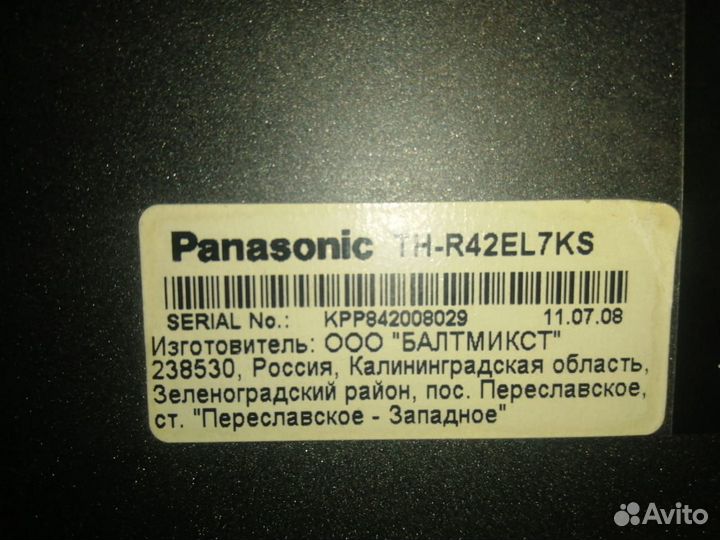 Panasonic TH-R42EL7KS
SERIAL No.: KPP842008029 11.07.08
Изготовитель: ООО "БАЛТМИКСТ"
238530, Россия, Калининградская область,
Зеленоградский район, пос. Переславское,
ст. "Переславское - Западное"
Avito